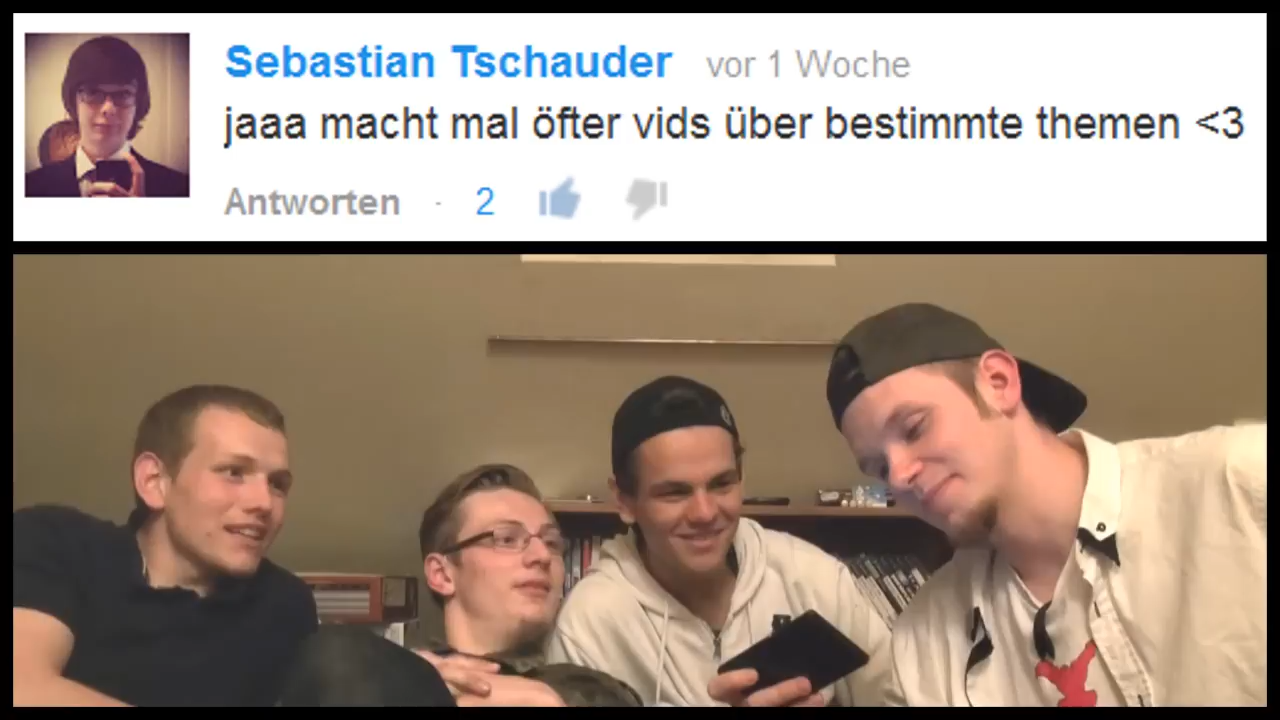 Sebastian Tschauder vor 1 Woche
jaaa macht mal öfter vids über bestimmte themen <3
Antworten · 2